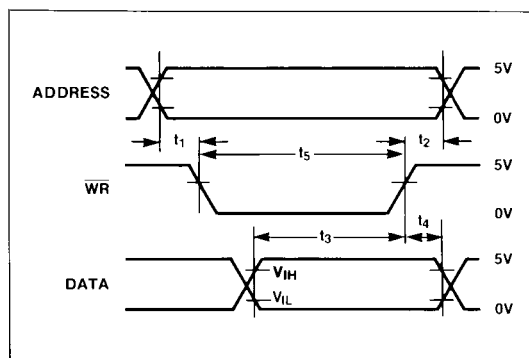 5V
ADDRESS
0V
t1 t5 t2
5V
WR
0V
t3 t4
5V
VIH
DATA
VIL
0V